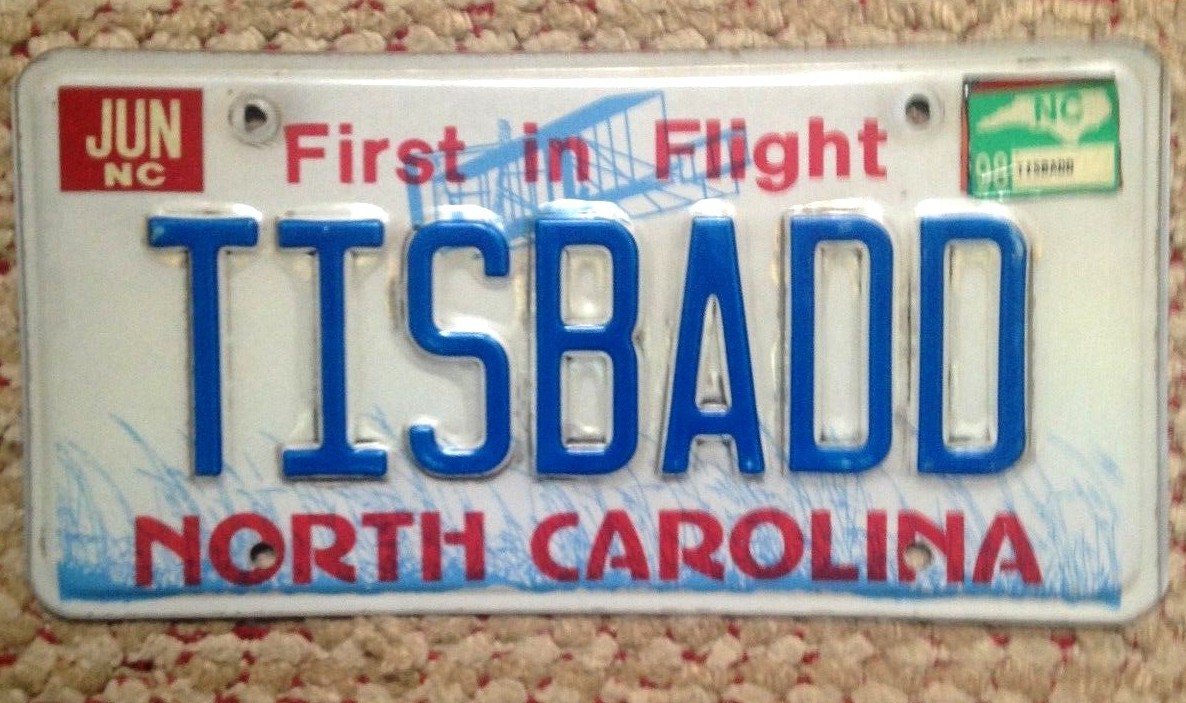 JUN
NC
First in Flight
NC
98 TISBADD
TISBADD
NORTH CAROLINA